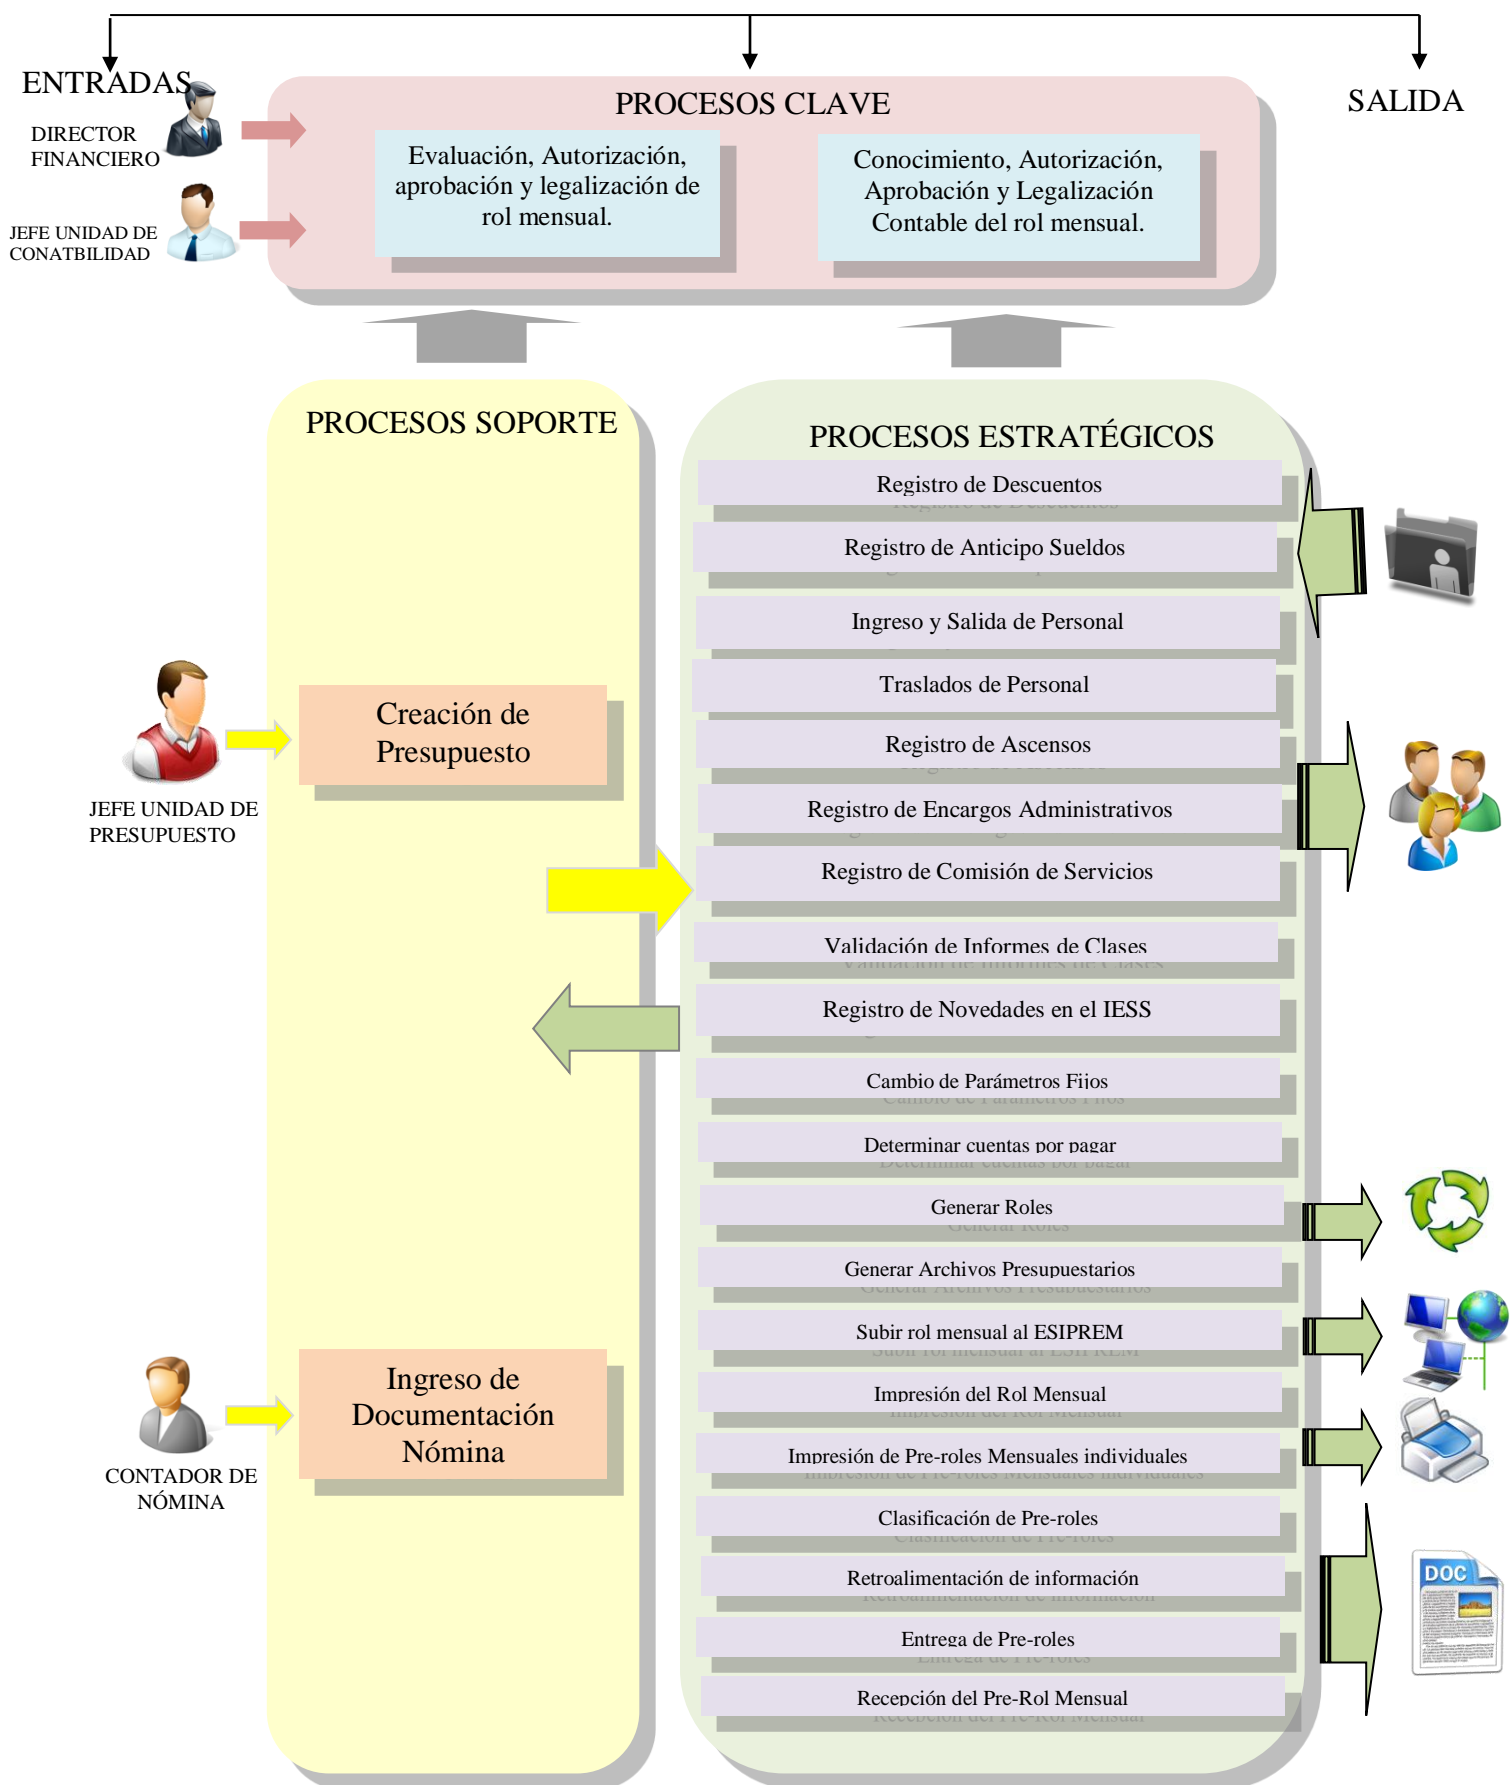 ENTRADAS
PROCESOS CLAVE
SALIDA
DIRECTOR
FINANCIERO
Evaluación, Autorización,
aprobación y legalización de
rol mensual.
Conocimiento, Autorización,
Aprobación y Legalización
Contable del rol mensual.
JEFE UNIDAD DE
CONATBILIDAD
PROCESOS SOPORTE
PROCESOS ESTRATÉGICOS
Registro de Descuentos
Registro de Anticipo Sueldos
Ingreso y Salida de Personal
Traslados de Personal
Creación de
Presupuesto
JEFE UNIDAD DE
PRESUPUESTO
Registro de Ascensos
Registro de Encargos Administrativos
Registro de Comisión de Servicios
Validación de Informes de Clases
Registro de Novedades en el IESS
Cambio de Parámetros Fijos
Determinar cuentas por pagar
Generar Roles
Generar Archivos Presupuestarios
Subir rol mensual al ESIPREM
Impresión del Rol Mensual
Ingreso de
Documentación
Nómina
CONTADOR DE
NÓMINA
Impresión de Pre-roles Mensuales individuales
Clasificación de Pre-roles
Retroalimentación de información
DOC
Entrega de Pre-roles
Recepción del Pre-Rol Mensual